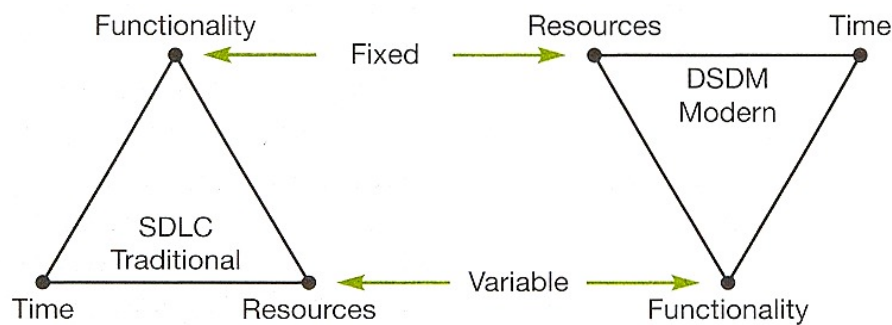 Functionality
Fixed
Resources
Time
DSDM
Modern
SDLC
Traditional
Time
Resources
Variable
Functionality